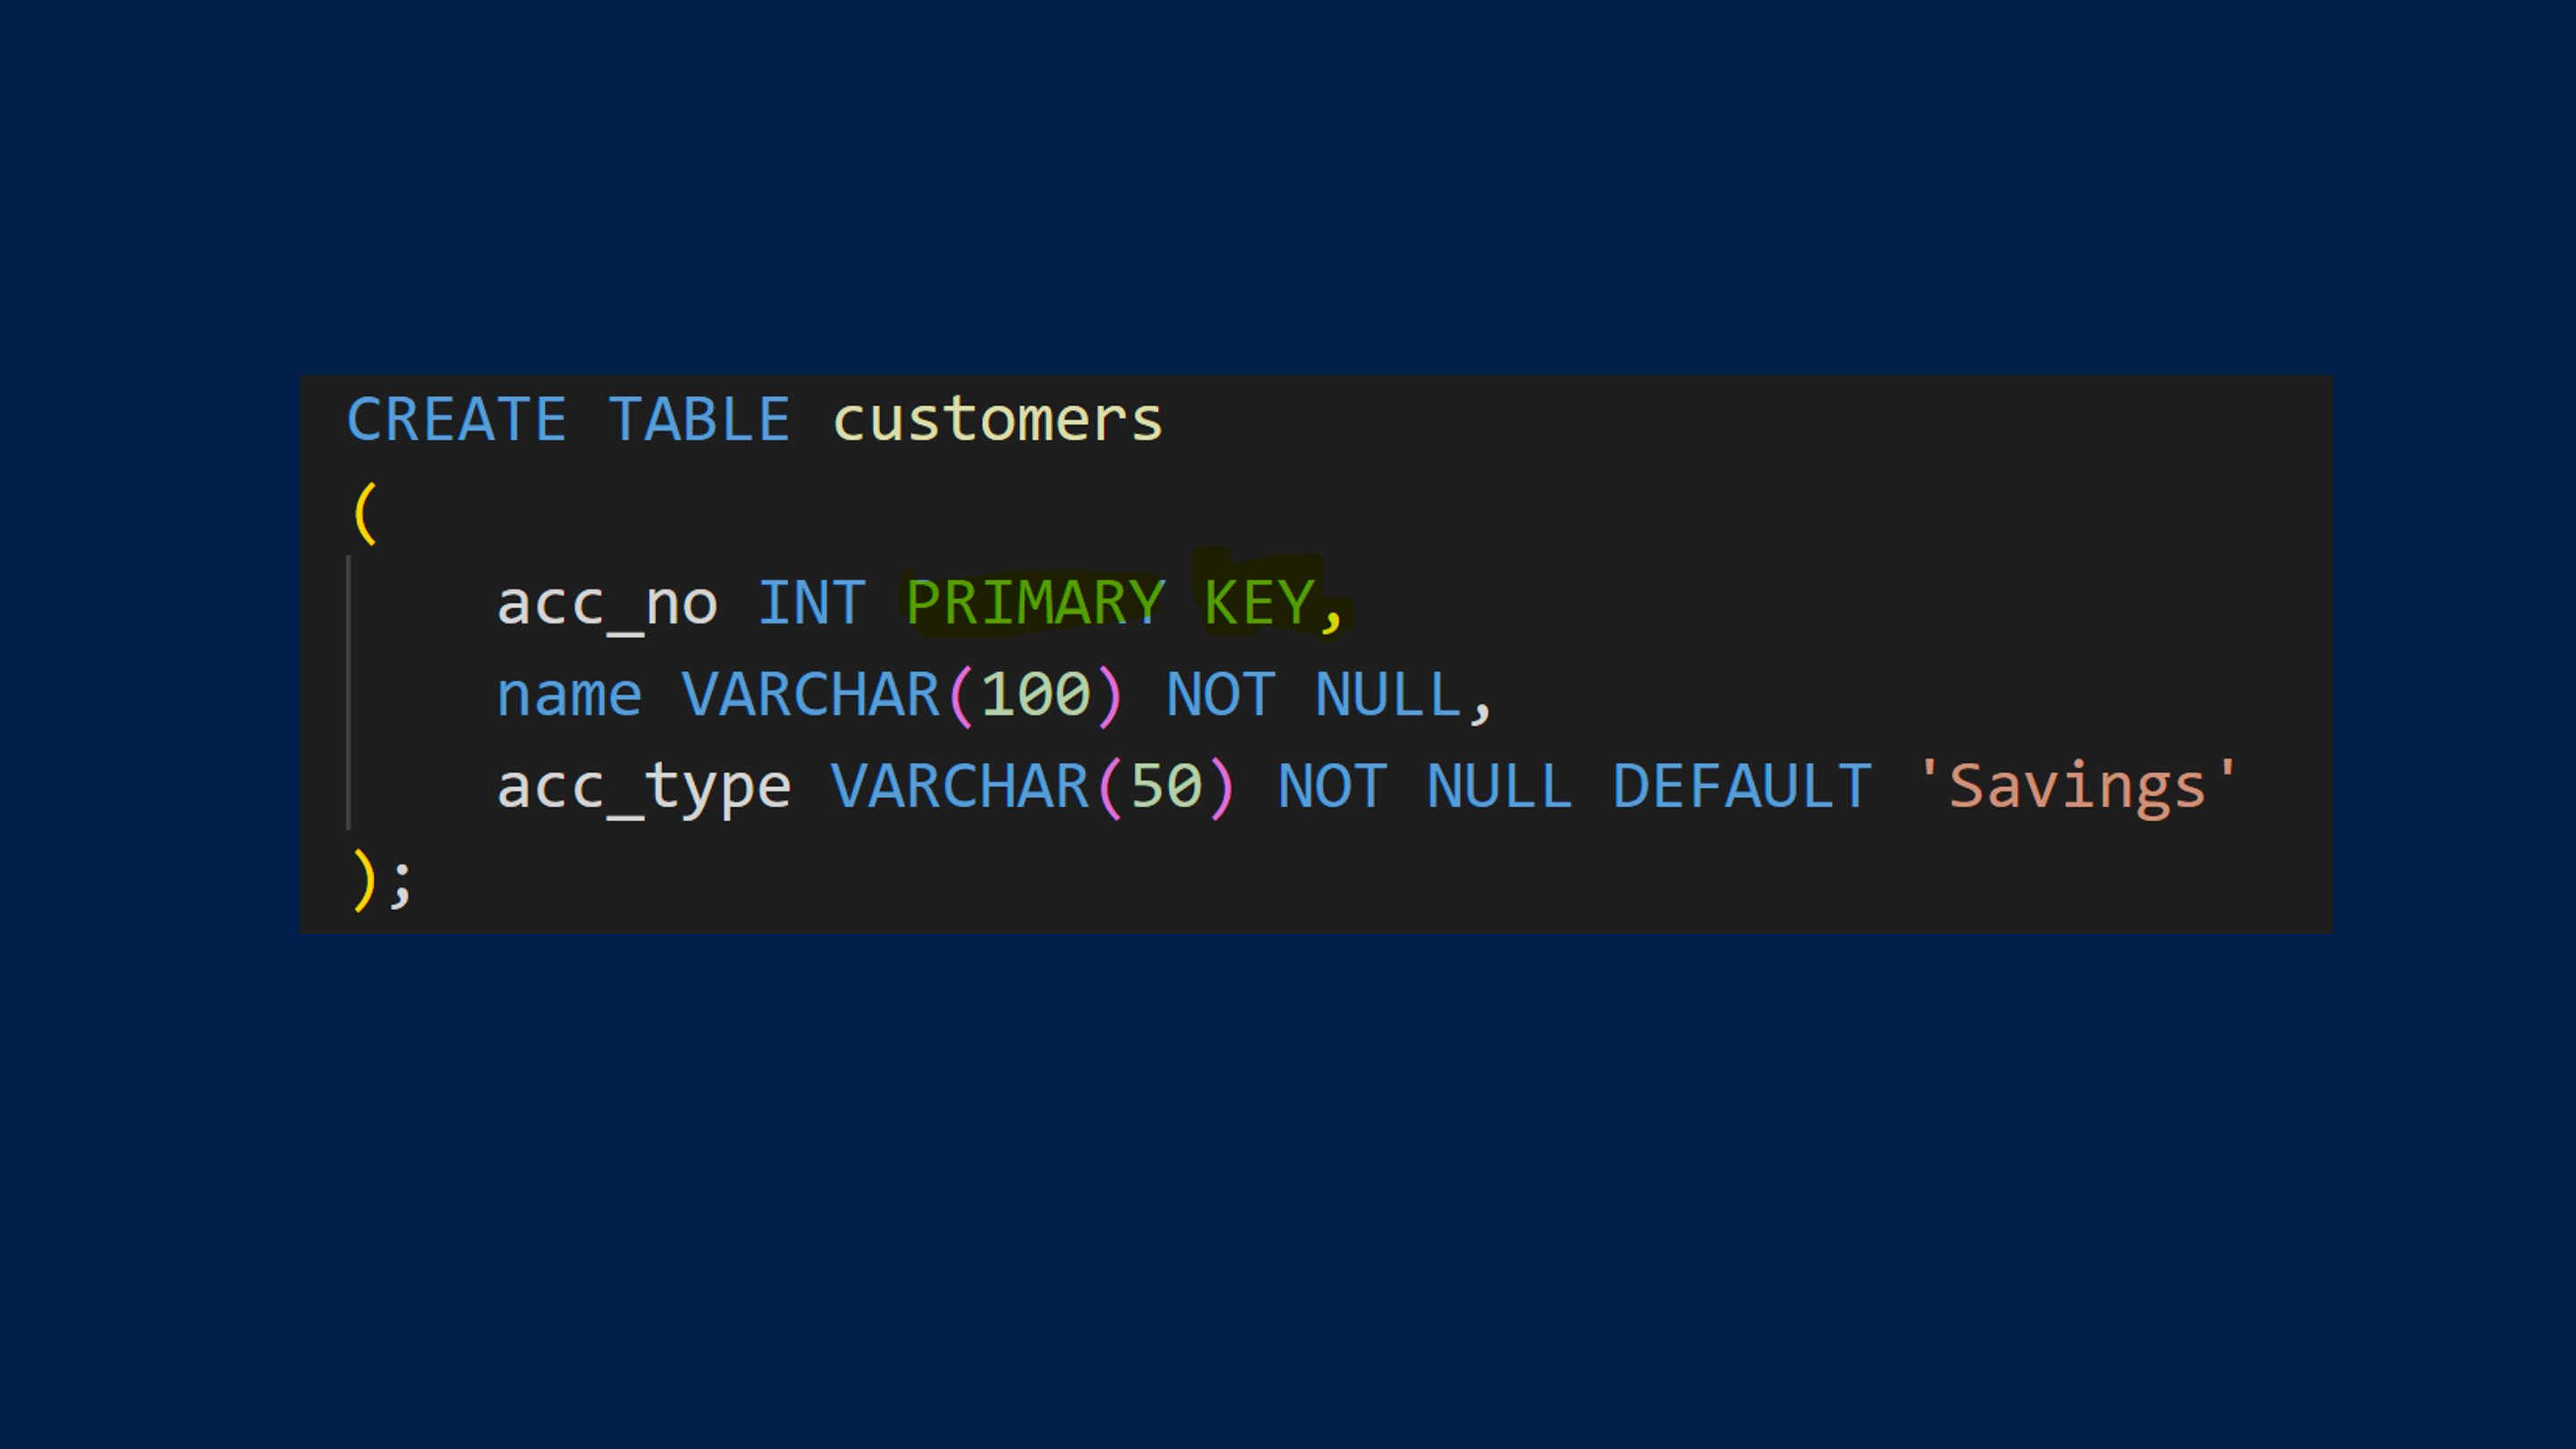 CREATE TABLE customers
(
acc_no INT PRIMARY KEY,
name VARCHAR(100) NOT NULL,
acc_type VARCHAR(50) NOT NULL DEFAULT 'Savings'
);